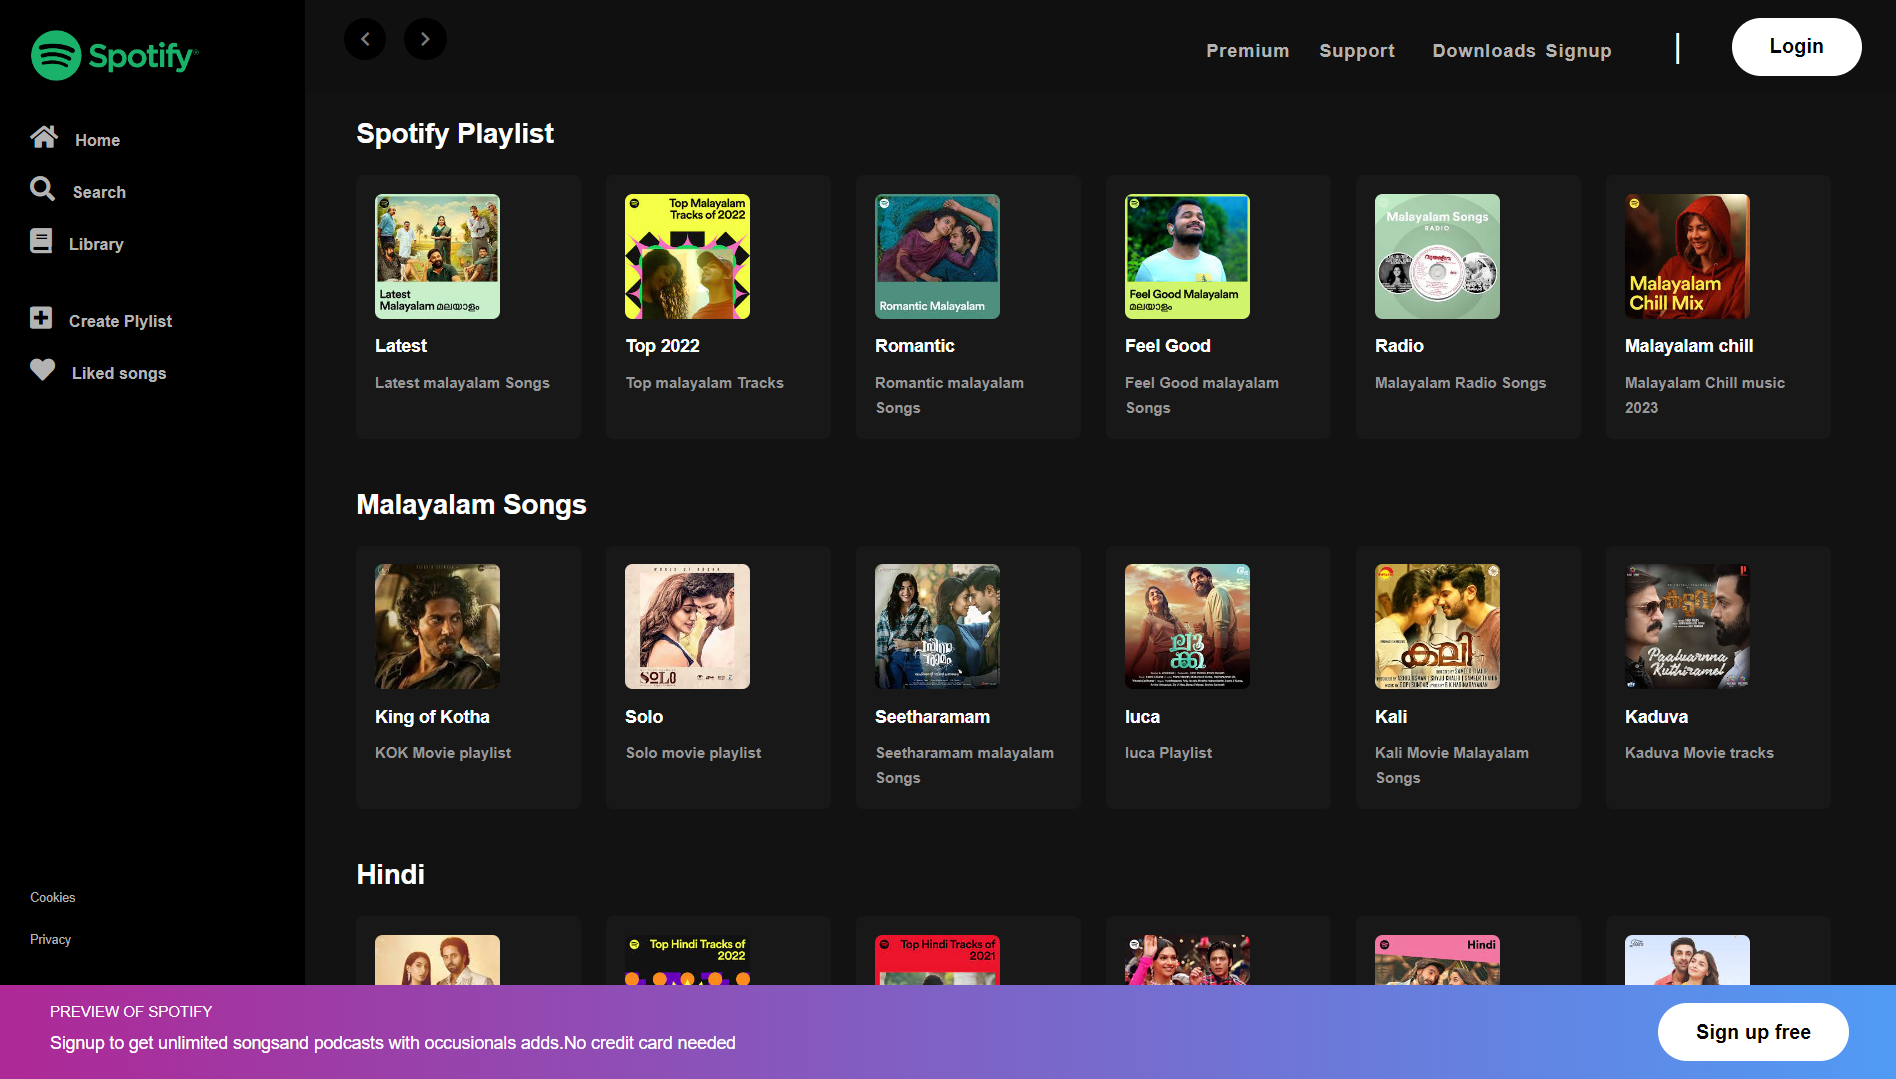 Spotify
Premium
Support
Downloads
Signup
Login
Home
Search
Library
Create Plylist
Liked songs
Cookies
Privacy
Spotify Playlist
Latest
Malayalam മലയാളം
Latest
Latest malayalam Songs
Top Malayalam
Tracks of 2022
Top 2022
Top malayalam Tracks
Romantic Malayalam
Romantic
Romantic malayalam
Songs
Feel Good Malayalam
മലയാളം
Feel Good
Feel Good malayalam
Songs
Malayalam Songs
RADIO
Radio
Malayalam Radio Songs
Malayalam
Chill Mix
Malayalam chill
Malayalam Chill music
2023
Malayalam Songs
King of Kotha
KOK Movie playlist
SOLO
Solo
Solo movie playlist
സീതാ
രാമം
Seetharamam
Seetharamam malayalam
Songs
ലൂ
ക്ക
luca
luca Playlist
കലി
Kali
Kali Movie Malayalam
Songs
കടുവ
Paaluarnna
Kuthiramel
Kaduva
Kaduva Movie tracks
Hindi
Top Hindi Tracks of
2022
Top Hindi Tracks of
2021
Hindi
PREVIEW OF SPOTIFY
Signup to get unlimited songsand podcasts with occusionals adds.No credit card needed
Sign up free